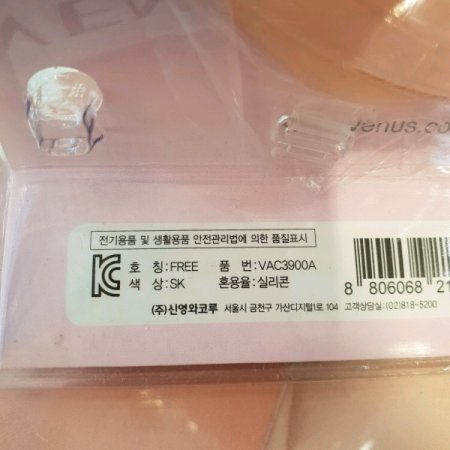 venus.co
전기용품 및 생활용품 안전관리법에 의한 품질표시
호 칭:FREE 품 번:VAC3900A
색 상:SK 혼용율:실리콘
8 806068 21
(주)신영와코루 서울시 금천구 가산디지털1로 104 고객상담실:(02)818-5200